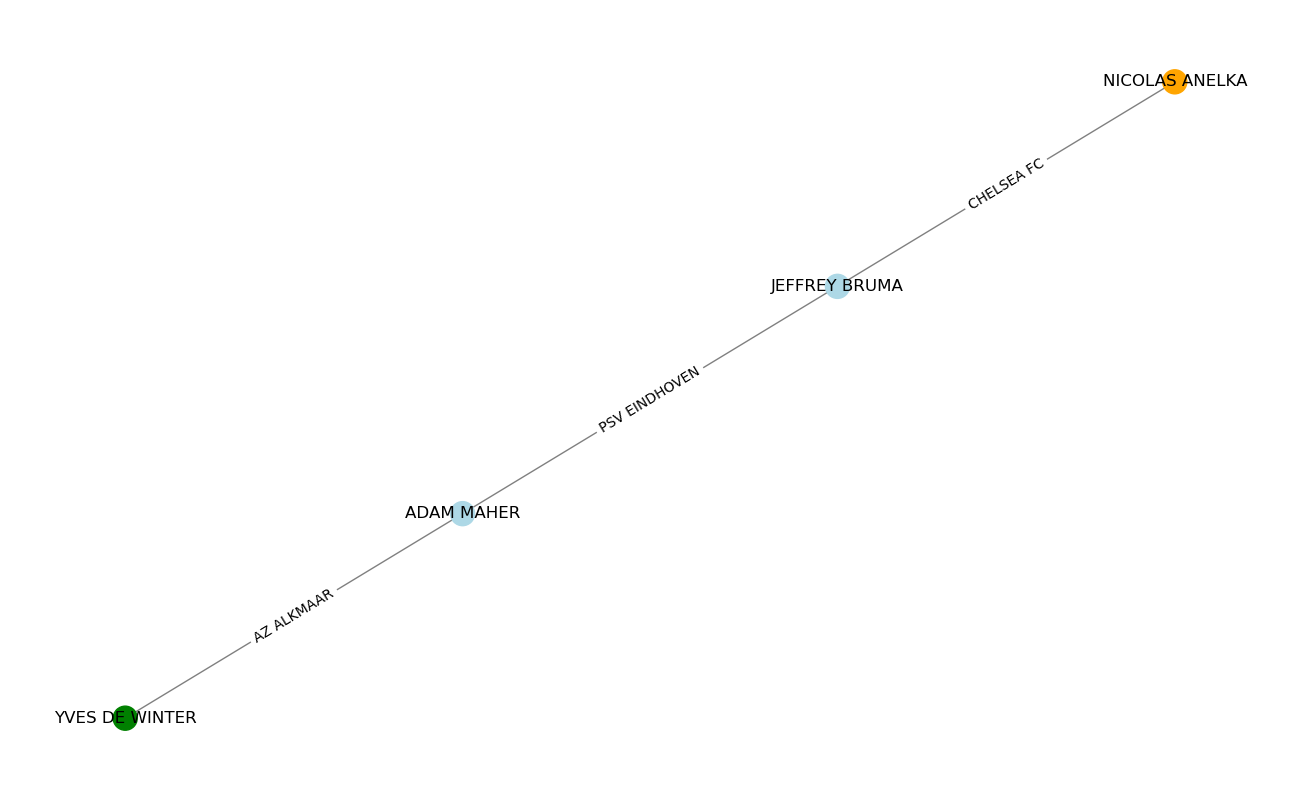 NICOLAS ANELKA
CHELSEA FC
JEFFREY BRUMA
PSV EINDHOVEN
ADAM MAHER
AZ ALKMAAR
YVES DE WINTER